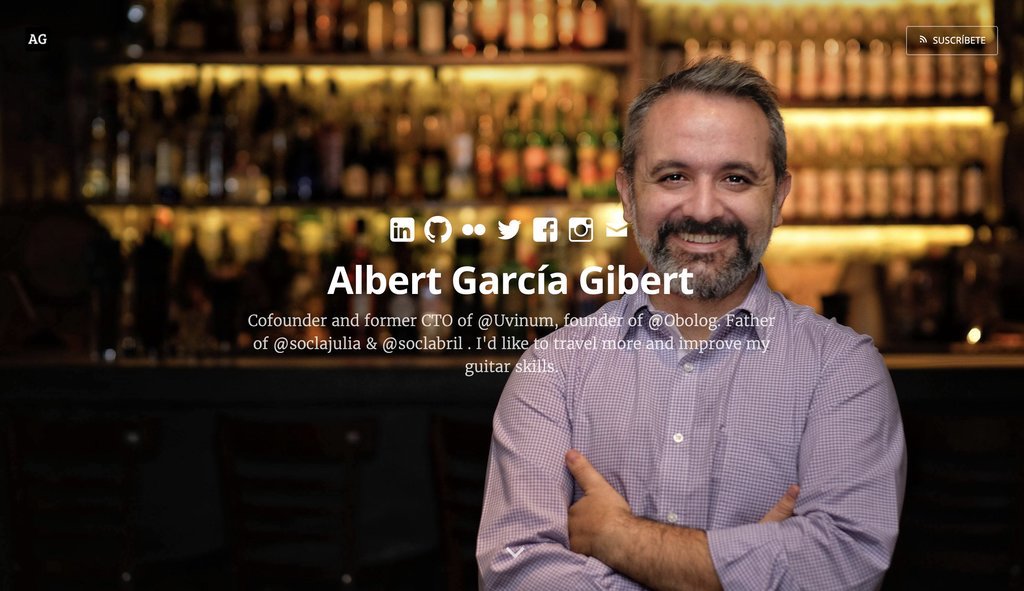 AG
SUSCRÍBETE
Albert García Gibert
Cofounder and former CTO of @Uvinum, founder of @Obolog. Father
of @soclajulia & @soclabril . I'd like to travel more and improve my
guitar skills.